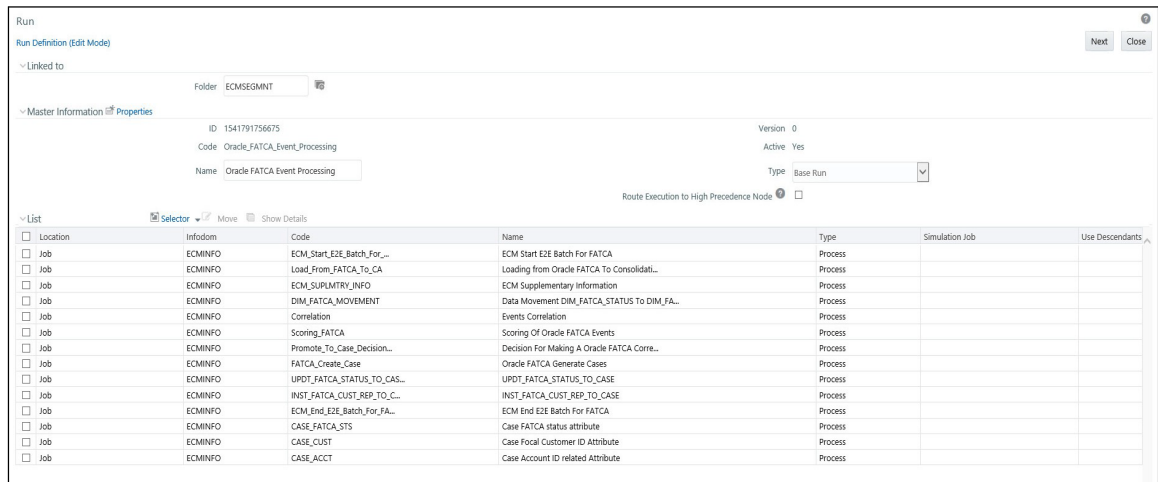 Run
Run Definition (Edit Mode) Next Close
Linked to
Folder ECMSEGMNT
Master Information Properties
ID 1541791756675 Version 0
Code Oracle_FATCA_Event_Processing Active Yes
Name Oracle FATCA Event Processing Type Base Run
Route Execution to High Precedence Node ?
List Selector Move Show Details
Location Infodom Code Name Type Simulation Job Use Descendants
Job ECMINFO ECM_Start_E2E_Batch_For_... ECM Start E2E Batch For FATCA Process
Job ECMINFO Load_From_FATCA_To_CA Loading from Oracle FATCA To Consolidati... Process
Job ECMINFO ECM_SUPLMTRY_INFO ECM Supplementary Information Process
Job ECMINFO DIM_FATCA_MOVEMENT Data Movement DIM_FATCA_STATUS To DIM_FA... Process
Job ECMINFO Correlation Events Correlation Process
Job ECMINFO Scoring_FATCA Scoring Of Oracle FATCA Events Process
Job ECMINFO Promote_To_Case_Decision... Decision For Making A Oracle FATCA Corre... Process
Job ECMINFO FATCA_Create_Case Oracle FATCA Generate Cases Process
Job ECMINFO UPDT_FATCA_STATUS_TO_CAS... UPDT_FATCA_STATUS_TO_CASE Process
Job ECMINFO INST_FATCA_CUST_REP_TO_C... INST_FATCA_CUST_REP_TO_CASE Process
Job ECMINFO ECM_End_E2E_Batch_For_FA... ECM End E2E Batch For FATCA Process
Job ECMINFO CASE_FATCA_STS Case FATCA status attribute Process
Job ECMINFO CASE_CUST Case Focal Customer ID Attribute Process
Job ECMINFO CASE_ACCT Case Account ID related Attribute Process